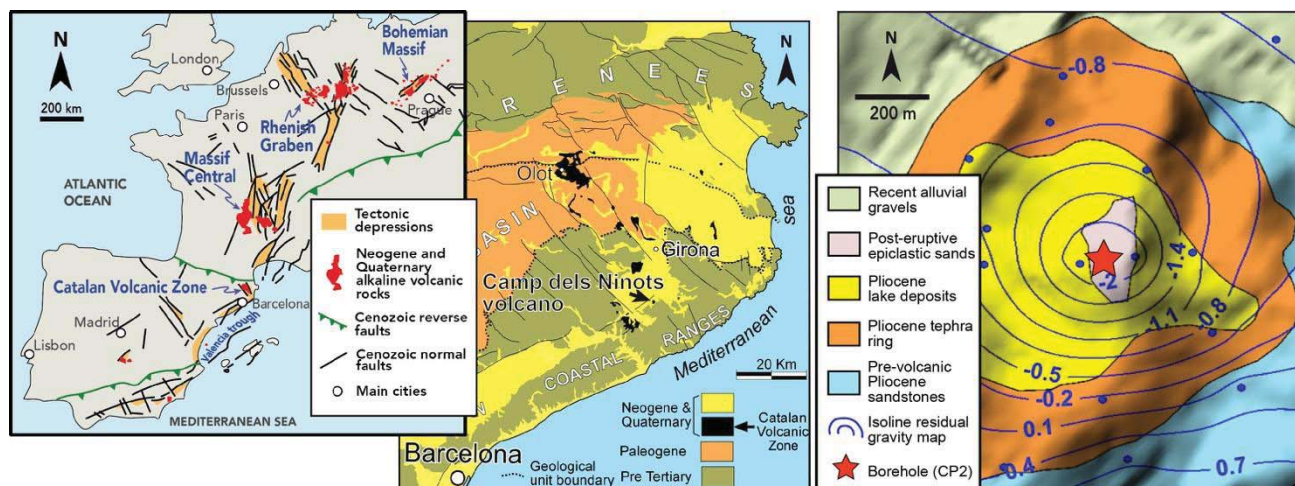 N
200 km
London
Brussels
Bohemian
Massif
Prague
Paris
Rhenish
Graben
Massif
Central
ATLANTIC
OCEAN
Catalan Volcanic Zone
Barcelona
Madrid
Lisbon
Valencia trough
MEDITERRANEAN SEA
Tectonic
depressions
Neogene and
Quaternary
alkaline volcanic
rocks
Cenozoic reverse
faults
Cenozoic normal
faults
Main cities
N
RENEES
Olot
ASIN
Girona
sea
Camp dels Ninots
volcano
COASTAL RANGES
Mediterranean
20 Km
N
Barcelona
Neogene &
Quaternary
Catalan
Volcanic
Zone
Paleogene
Geological
unit boundary
Pre Tertiary
N
200 m
-0.8
-1.4
-2
-1.1
-0.8
-0.5
-0.2
0.1
0.4
0.7
Recent alluvial
gravels
Post-eruptive
epiclastic sands
Pliocene
lake deposits
Pliocene tephra
ring
Pre-volcanic
Pliocene
sandstones
Isoline residual
gravity map
Borehole (CP2)